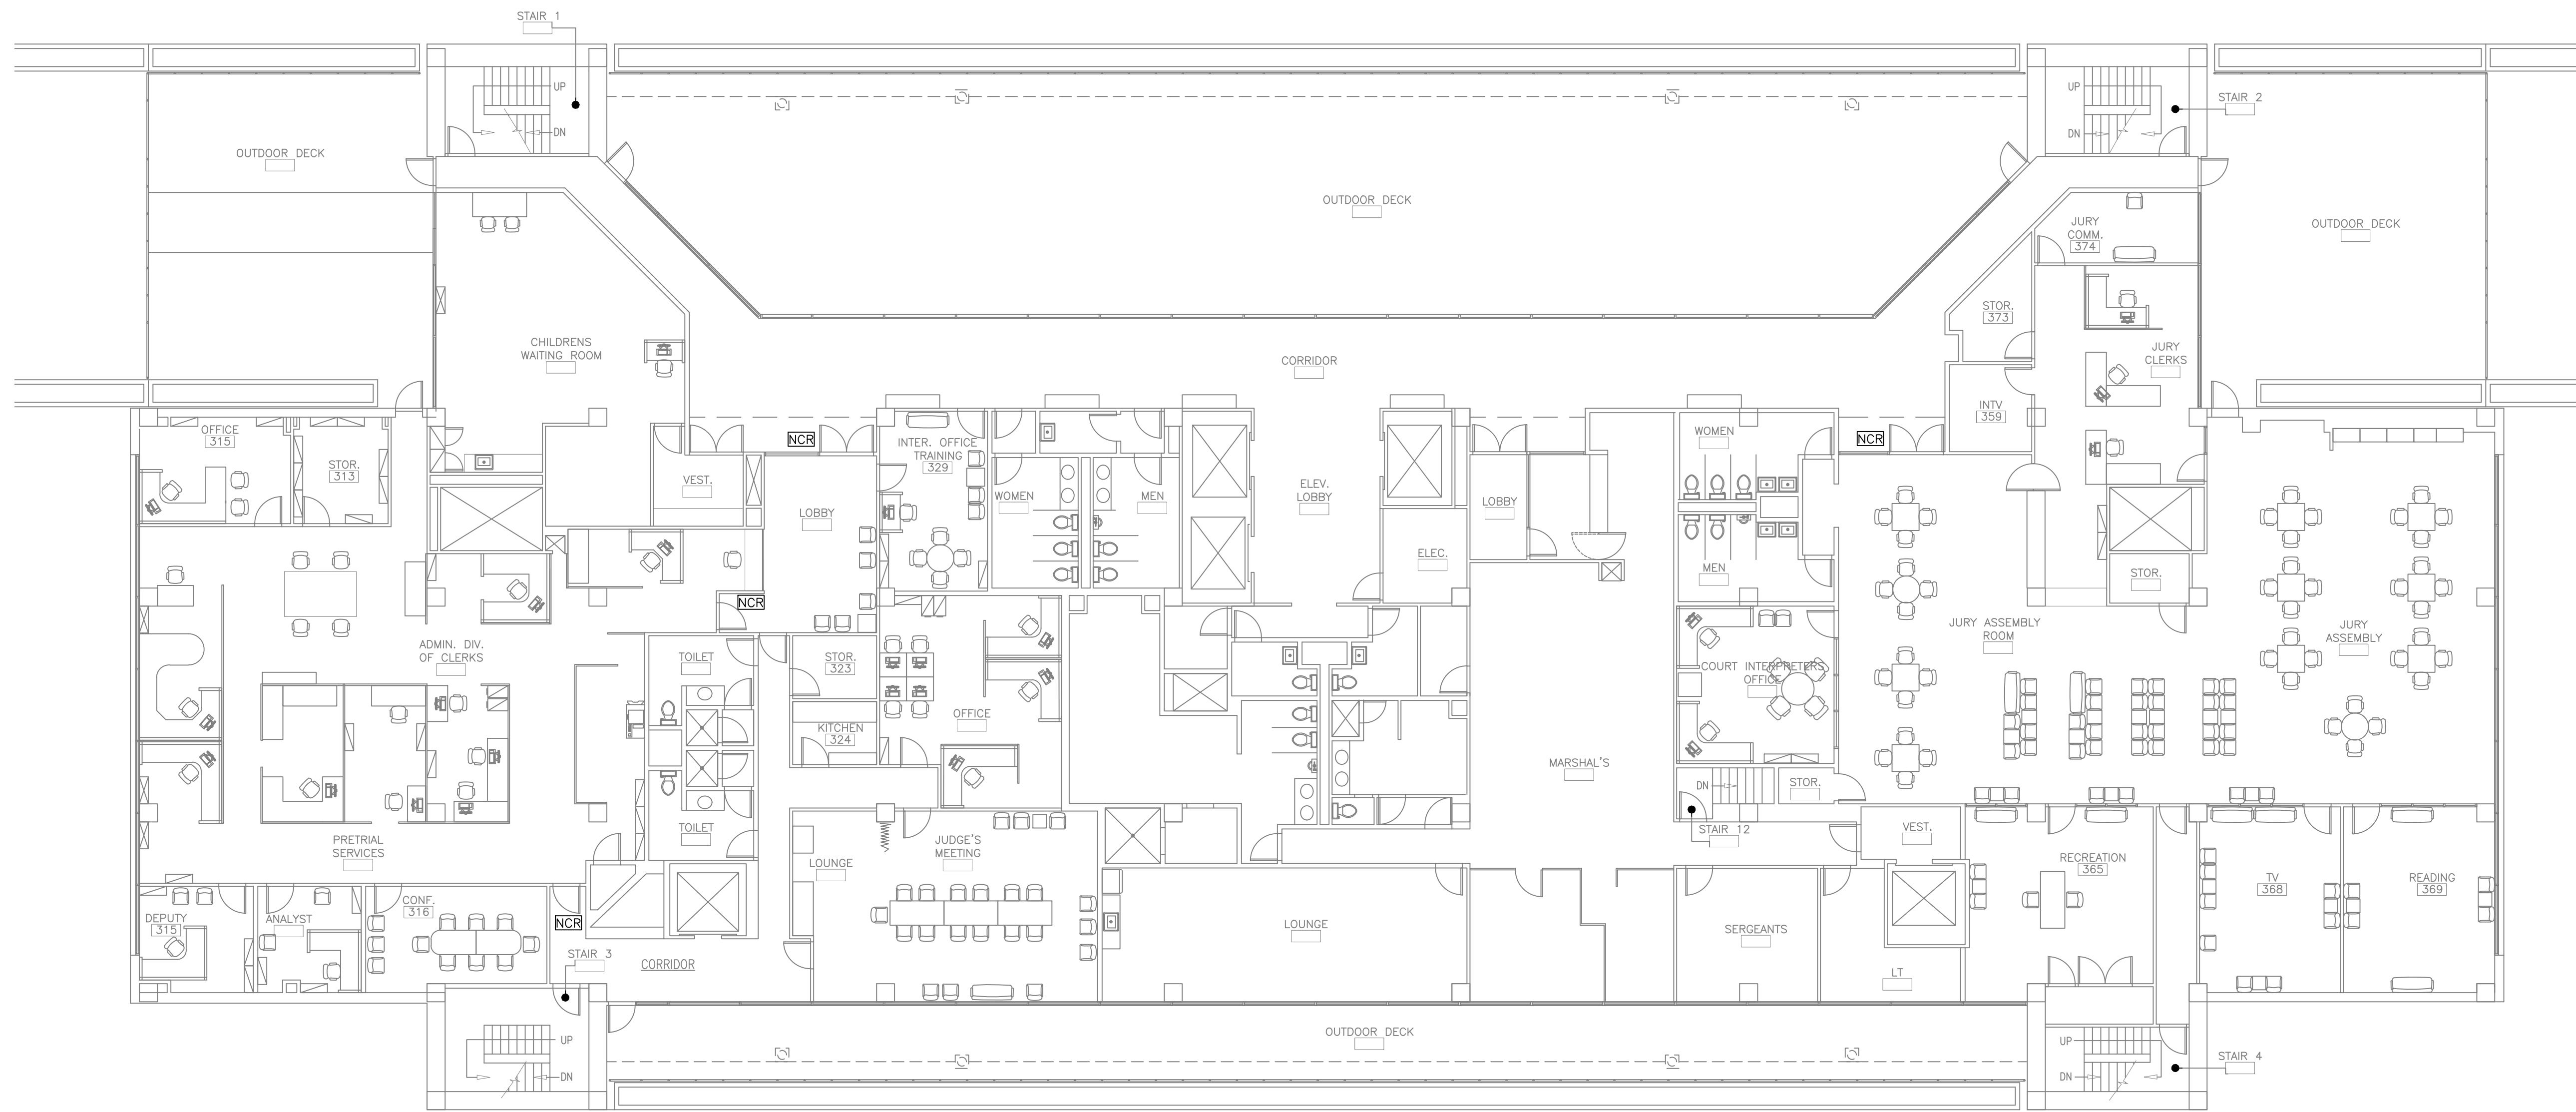 STAIR 1
UP
DN
UP
DN
STAIR 2
OUTDOOR DECK
OUTDOOR DECK
OUTDOOR DECK
JURY
COMM.
374
STOR.
373
CHILDRENS
WAITING ROOM
CORRIDOR
JURY
CLERKS
INTV
359
OFFICE
315
STOR.
313
NCR
INTER. OFFICE
TRAINING
329
WOMEN
NCR
VEST.
LOBBY
WOMEN
MEN
ELEV.
LOBBY
LOBBY
ELEC.
MEN
STOR.
NCR
ADMIN. DIV.
OF CLERKS
TOILET
STOR.
323
JURY ASSEMBLY
ROOM
JURY
ASSEMBLY
COURT INTERPRETERS
OFFICE
OFFICE
KITCHEN
324
MARSHAL'S
DN
STOR.
PRETRIAL
SERVICES
TOILET
JUDGE'S
MEETING
STAIR 12
VEST.
LOUNGE
RECREATION
365
TV
368
READING
369
DEPUTY
315
ANALYST
CONF.
316
NCR
LOUNGE
SERGEANTS
STAIR 3
CORRIDOR
LT
OUTDOOR DECK
UP
DN
UP
DN
STAIR 4